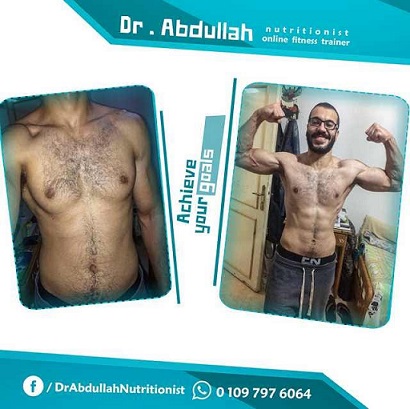 Dr . Abdullah
nutritionist
online fitness trainer
Achieve
your goals
/DrAbdullahNutritionist
0 109 797 6064